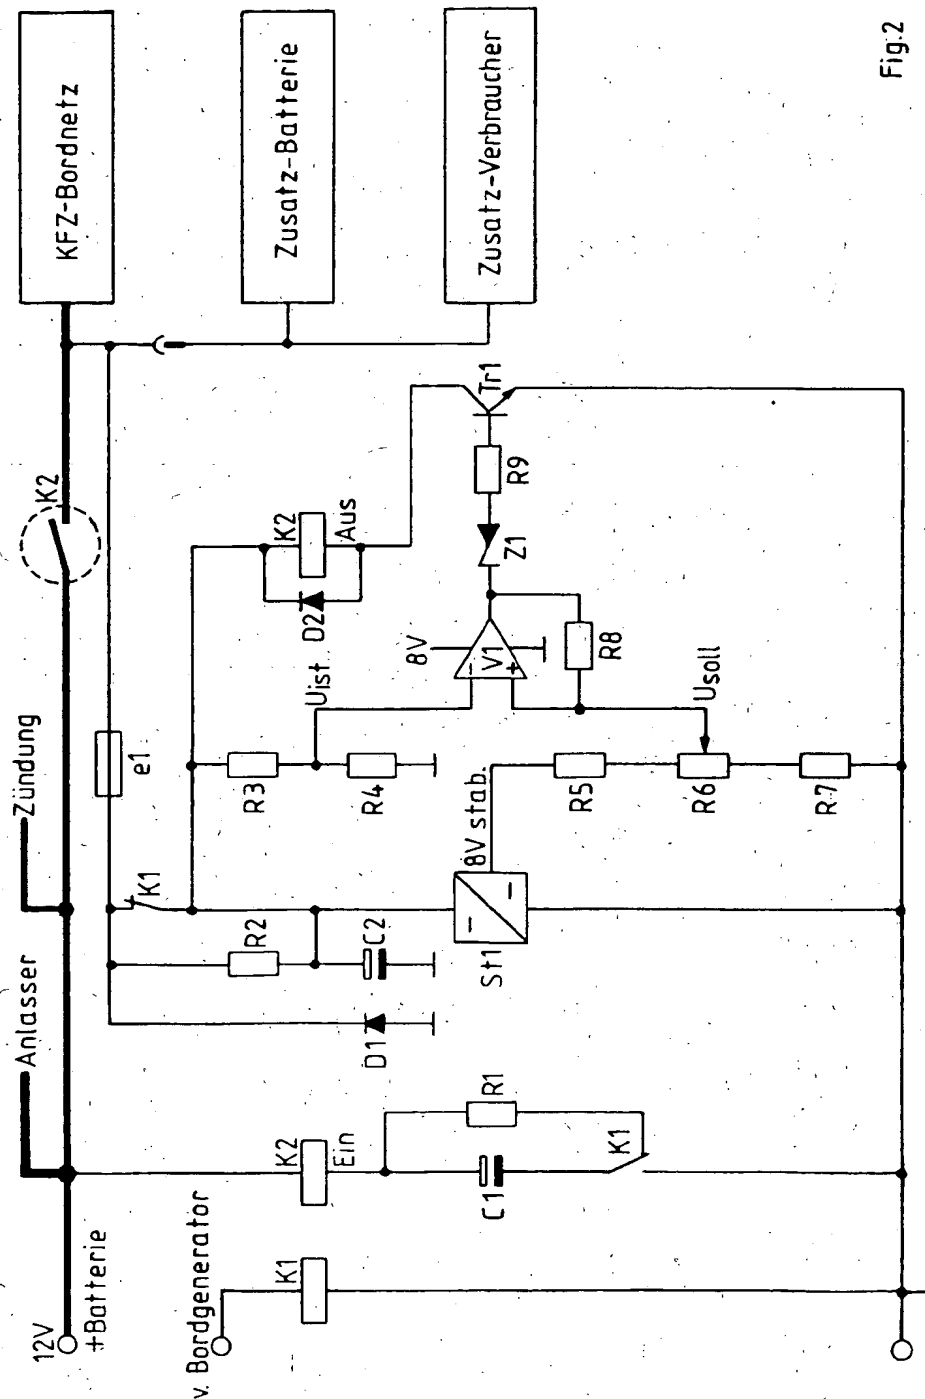 12V
+Batterie
Anlasser
Zündung
K2
KFZ-Bordnetz
Zusatz-Batterie
Zusatz-Verbraucher
e1
K1
R2
C2
D1
R3
R4
Uist
K2
Aus
D2
8V
V1
-
+
R8
Z1
R9
Tr1
Usoll
8V stab.
R5
R6
R7
St1
K2
Ein
R1
C1
K1
v. Bordgenerator
K1
Fig.2